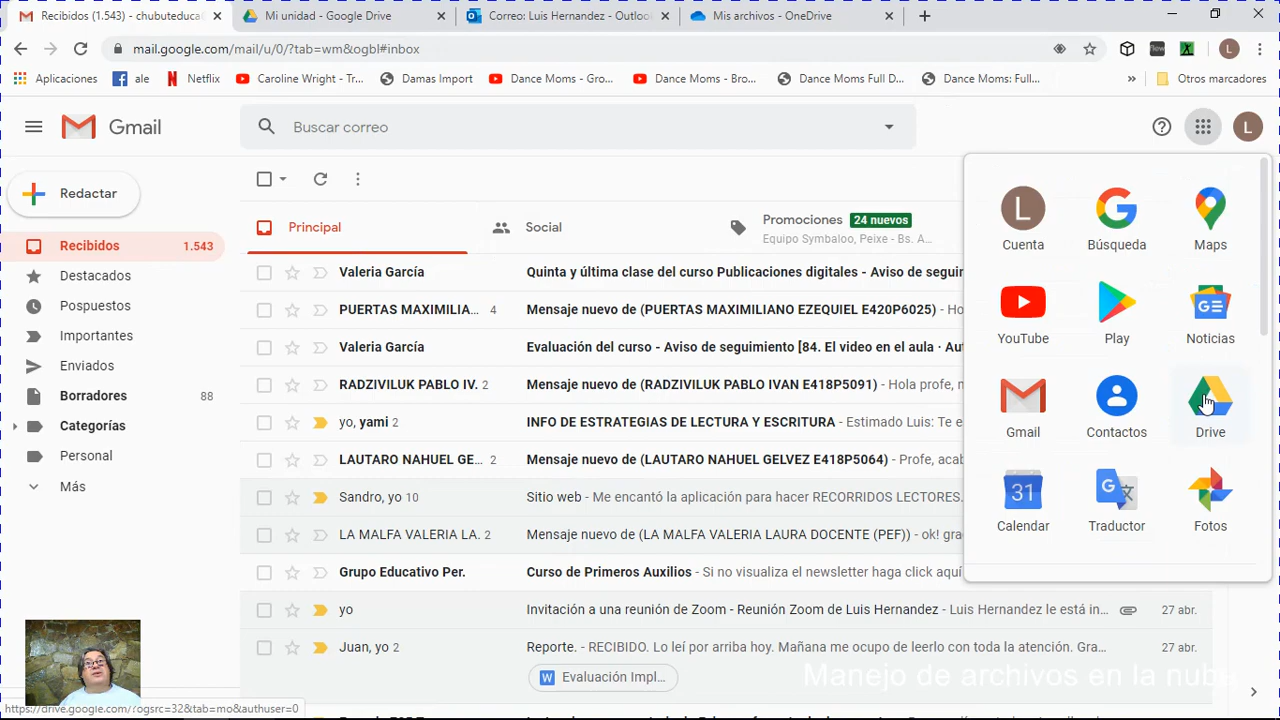 Recibidos (1.543) - chubuteduca
Mi unidad - Google Drive
Correo: Luis Hernandez - Outloo
Mis archivos - OneDrive
mail.google.com/mail/u/0/?tab=wm&ogbl#inbox
flow
L
Aplicaciones
ale
Netflix
Caroline Wright - Tr...
Damas Import
Dance Moms - Gro...
Dance Moms: Bro...
Dance Moms Full D...
Dance Moms: Full...
»
Otros marcadores
Gmail
Buscar correo
L
Redactar
Principal
Social
Promociones 24 nuevos
Equipo Symbaloo, Peixe - Bs. A...
Recibidos 1.543
Destacados
Pospuestos
Importantes
Enviados
Borradores 88
Categorías
Personal
Más
Valeria García Quinta y última clase del curso Publicaciones digitales - Aviso de seguin
PUERTAS MAXIMILIA... 4 Mensaje nuevo de (PUERTAS MAXIMILIANO EZEQUIEL E420P6025) - Ho
Valeria García Evaluación del curso - Aviso de seguimiento [84. El video en el aula · Aut
RADZIVILUK PABLO IV. 2 Mensaje nuevo de (RADZIVILUK PABLO IVAN E418P5091) - Hola profe, n
yo, yami 2 INFO DE ESTRATEGIAS DE LECTURA Y ESCRITURA - Estimado Luis: Te e
LAUTARO NAHUEL GE... 2 Mensaje nuevo de (LAUTARO NAHUEL GELVEZ E418P5064) - Profe, acab
Sandro, yo 10 Sitio web - Me encantó la aplicación para hacer RECORRIDOS LECTORES.
LA MALFA VALERIA LA. 2 Mensaje nuevo de (LA MALFA VALERIA LAURA DOCENTE (PEF)) - ok! gra
Grupo Educativo Per. Curso de Primeros Auxilios - Si no visualiza el newsletter haga click aquí
yo Invitación a una reunión de Zoom - Reunión Zoom de Luis Hernandez - Luis Hernandez le está in... 27 abr.
Juan, yo 2 Reporte. - RECIBIDO. Lo leí por arriba hoy. Mañana me ocupo de leerlo con toda la atención. Gra... 27 abr.
W Evaluación Impl...
L
Cuenta
Búsqueda
Maps
YouTube
Play
Noticias
Gmail
Contactos
Drive
31
Calendar
Traductor
Fotos
Manejo de archivos en la nube
https://drive.google.com/?ogsrc=32&tab=mo&authuser=0